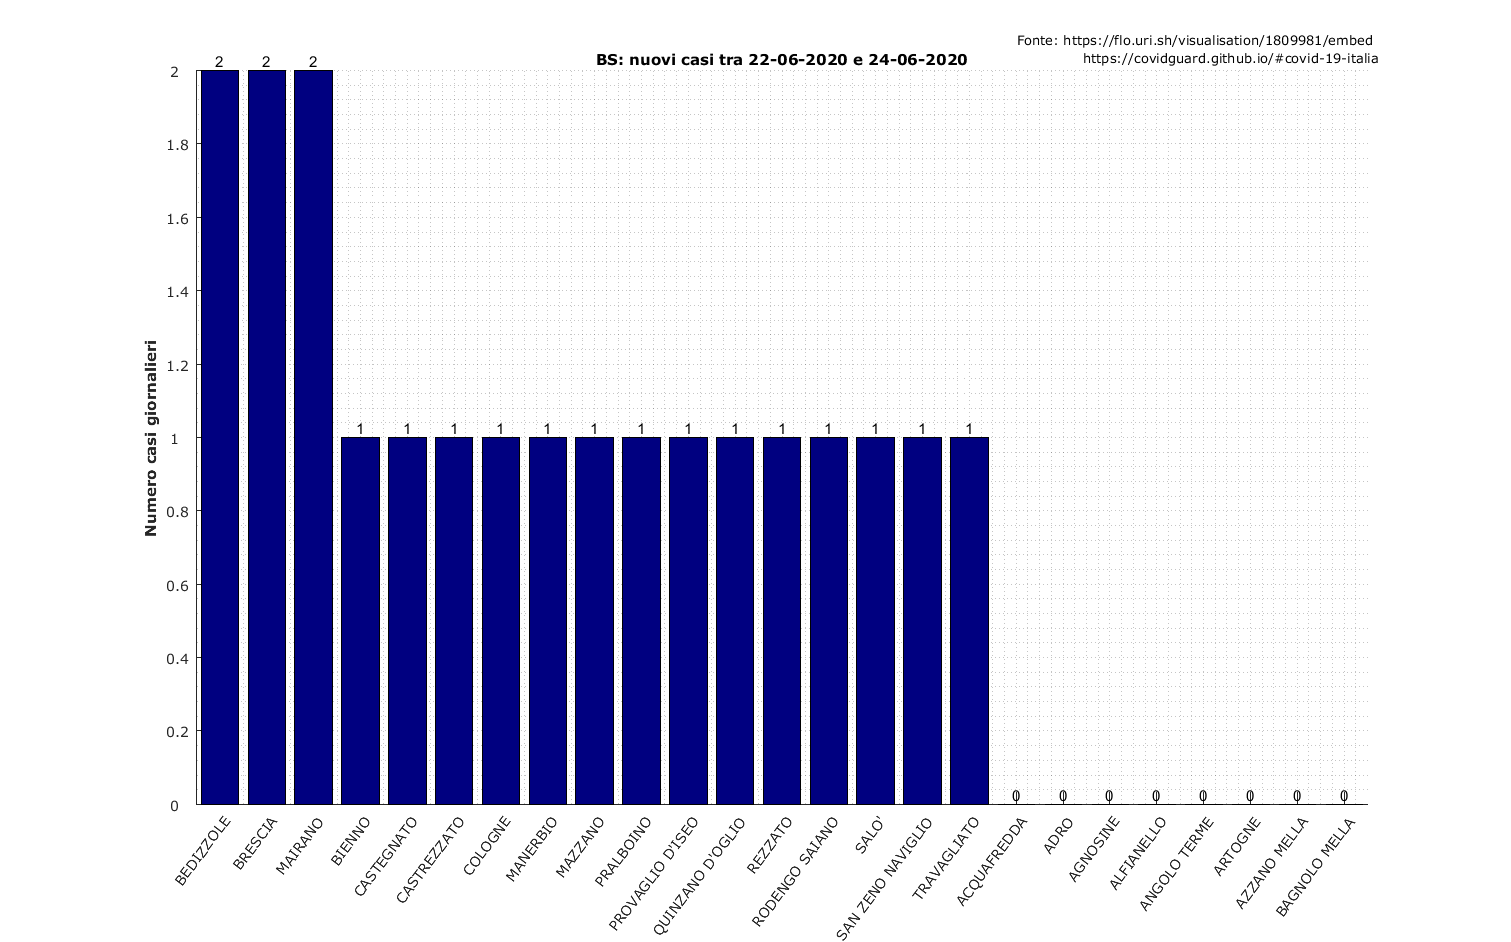 Fonte: https://flo.uri.sh/visualisation/1809981/embed
https://covidguard.github.io/#covid-19-italia
BS: nuovi casi tra 22-06-2020 e 24-06-2020
Numero casi giornalieri
2
1.8
1.6
1.4
1.2
1
0.8
0.6
0.4
0.2
0
2 2 2 1 1 1 1 1 1 1 1 1 1 1 1 1 1 0 0 0 0 0 0 0 0
BEDIZZOLE
BRESCIA
MAIRANO
BIENNO
CASTEGNATO
CASTREZZATO
COLOGNE
MANERBIO
MAZZANO
PRALBOINO
PROVAGLIO D'ISEO
QUINZANO D'OGLIO
REZZATO
RODENGO SAIANO
SALO'
SAN ZENO NAVIGLIO
TRAVAGLIATO
ACQUAFREDDA
ADRO
AGNOSINE
ALFIANELLO
ANGOLO TERME
ARTOGNE
AZZANO MELLA
BAGNOLO MELLA